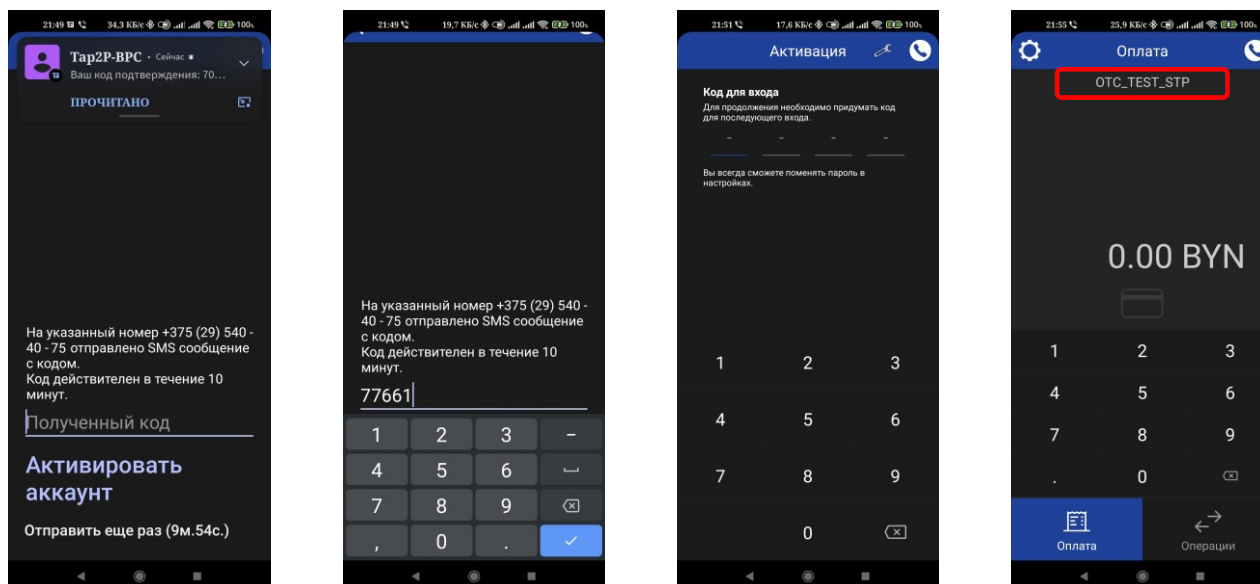 21:49 34,3 КБ/с 100
Tap2P-BPC · Сейчас
Ваш код подтверждения: 70...
ПРОЧИТАНО
На указанный номер +375 (29) 540 -
40 - 75 отправлено SMS сообщение
с кодом.
Код действителен в течение 10
минут.
Полученный код
Активировать
аккаунт
Отправить еще раз (9м.54с.)
21:49 19,7 КБ/с 100
На указанный номер +375 (29) 540 -
40 - 75 отправлено SMS сообщение
с кодом.
Код действителен в течение 10
минут.
77661
1 2 3 -
4 5 6
7 8 9
, 0 .
21:51 17,6 КБ/с 100
Активация
Код для входа
Для продолжения необходимо придумать код
для последующего входа.
- - - -
Вы всегда сможете поменять пароль в
настройках.
1 2 3
4 5 6
7 8 9
0
21:55 25,9 КБ/с 100
Оплата
OTC_TEST_STP
0.00 BYN
1 2 3
4 5 6
7 8 9
. 0
Оплата Операции